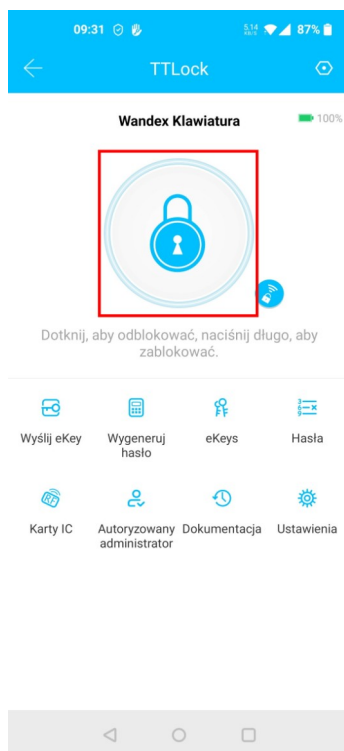 09:31 5.14 KB/S 87%
TTLock
Wandex Klawiatura 100%
Dotknij, aby odblokować, naciśnij długo, aby
zablokować.
Wyślij eKey Wygeneruj hasło eKeys Hasła
Karty IC Autoryzowany administrator Dokumentacja Ustawienia